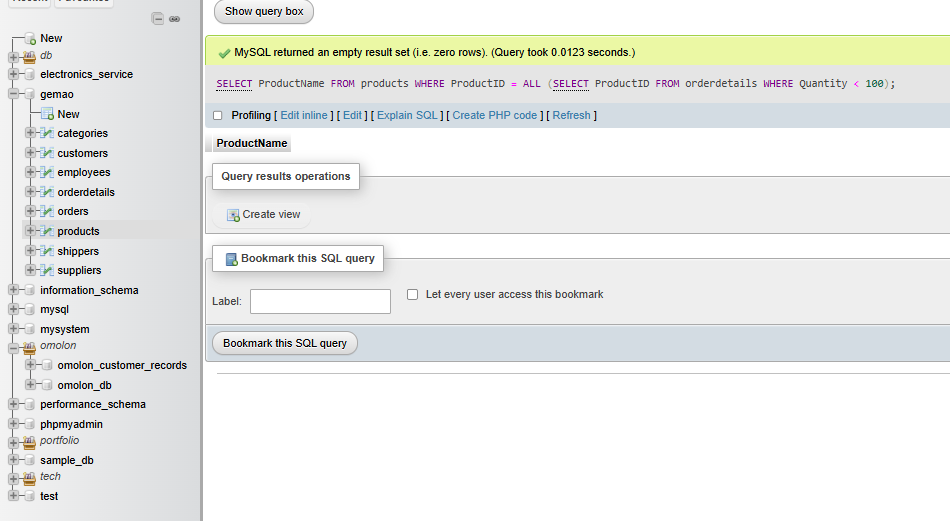 Recent Favourites
New
db
electronics_service
gemao
New
categories
customers
employees
orderdetails
orders
products
shippers
suppliers
information_schema
mysql
mysystem
omolon
omolon_customer_records
omolon_db
performance_schema
phpmyadmin
portfolio
sample_db
tech
test
Show query box
MySQL returned an empty result set (i.e. zero rows). (Query took 0.0123 seconds.)
SELECT ProductName FROM products WHERE ProductID = ALL (SELECT ProductID FROM orderdetails WHERE Quantity < 100);
Profiling [ Edit inline ] [ Edit ] [ Explain SQL ] [ Create PHP code ] [ Refresh ]
ProductName
Query results operations
Create view
Bookmark this SQL query
Label:
Let every user access this bookmark
Bookmark this SQL query